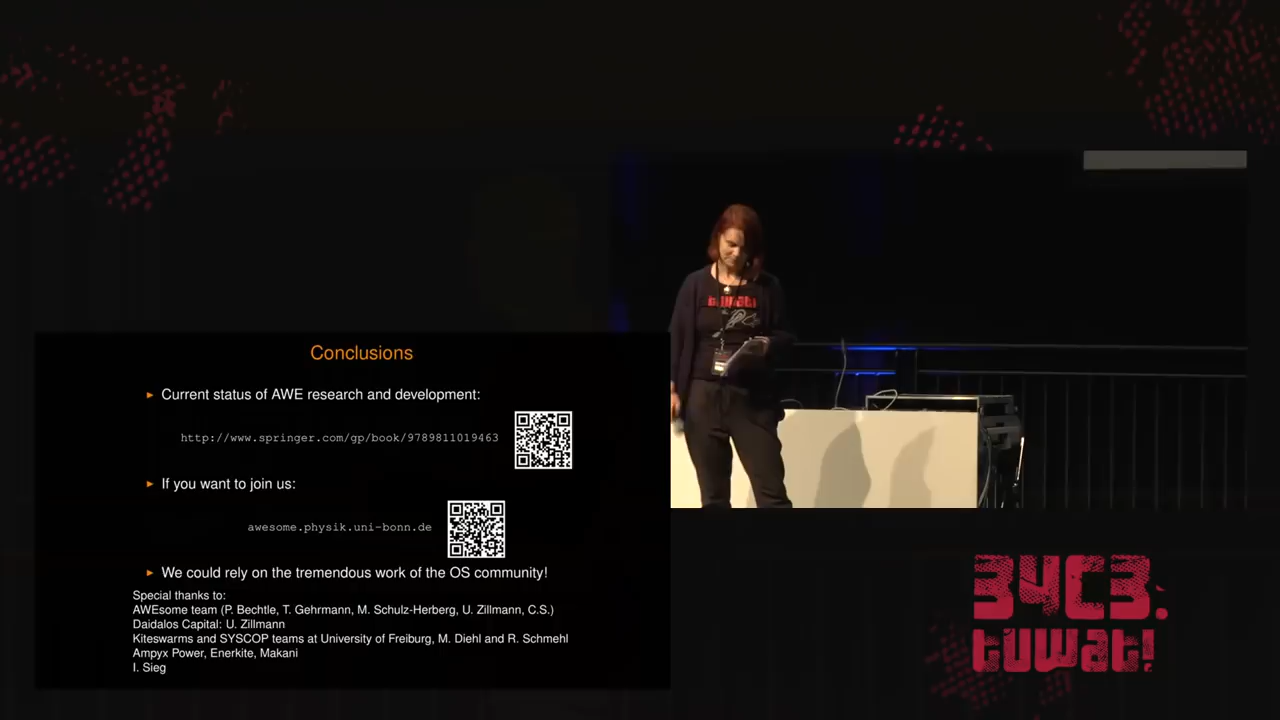 tuwat!
Conclusions
► Current status of AWE research and development:
http://www.springer.com/gp/book/9789811019463
► If you want to join us:
awesome.physik.uni-bonn.de
► We could rely on the tremendous work of the OS community!
Special thanks to:
AWEsome team (P. Bechtle, T. Gehrmann, M. Schulz-Herberg, U. Zillmann, C.S.)
Daidalos Capital: U. Zillmann
Kiteswarms and SYSCOP teams at University of Freiburg, M. Diehl and R. Schmehl
Ampyx Power, Enerkite, Makani
I. Sieg
34C3.
tuwat!